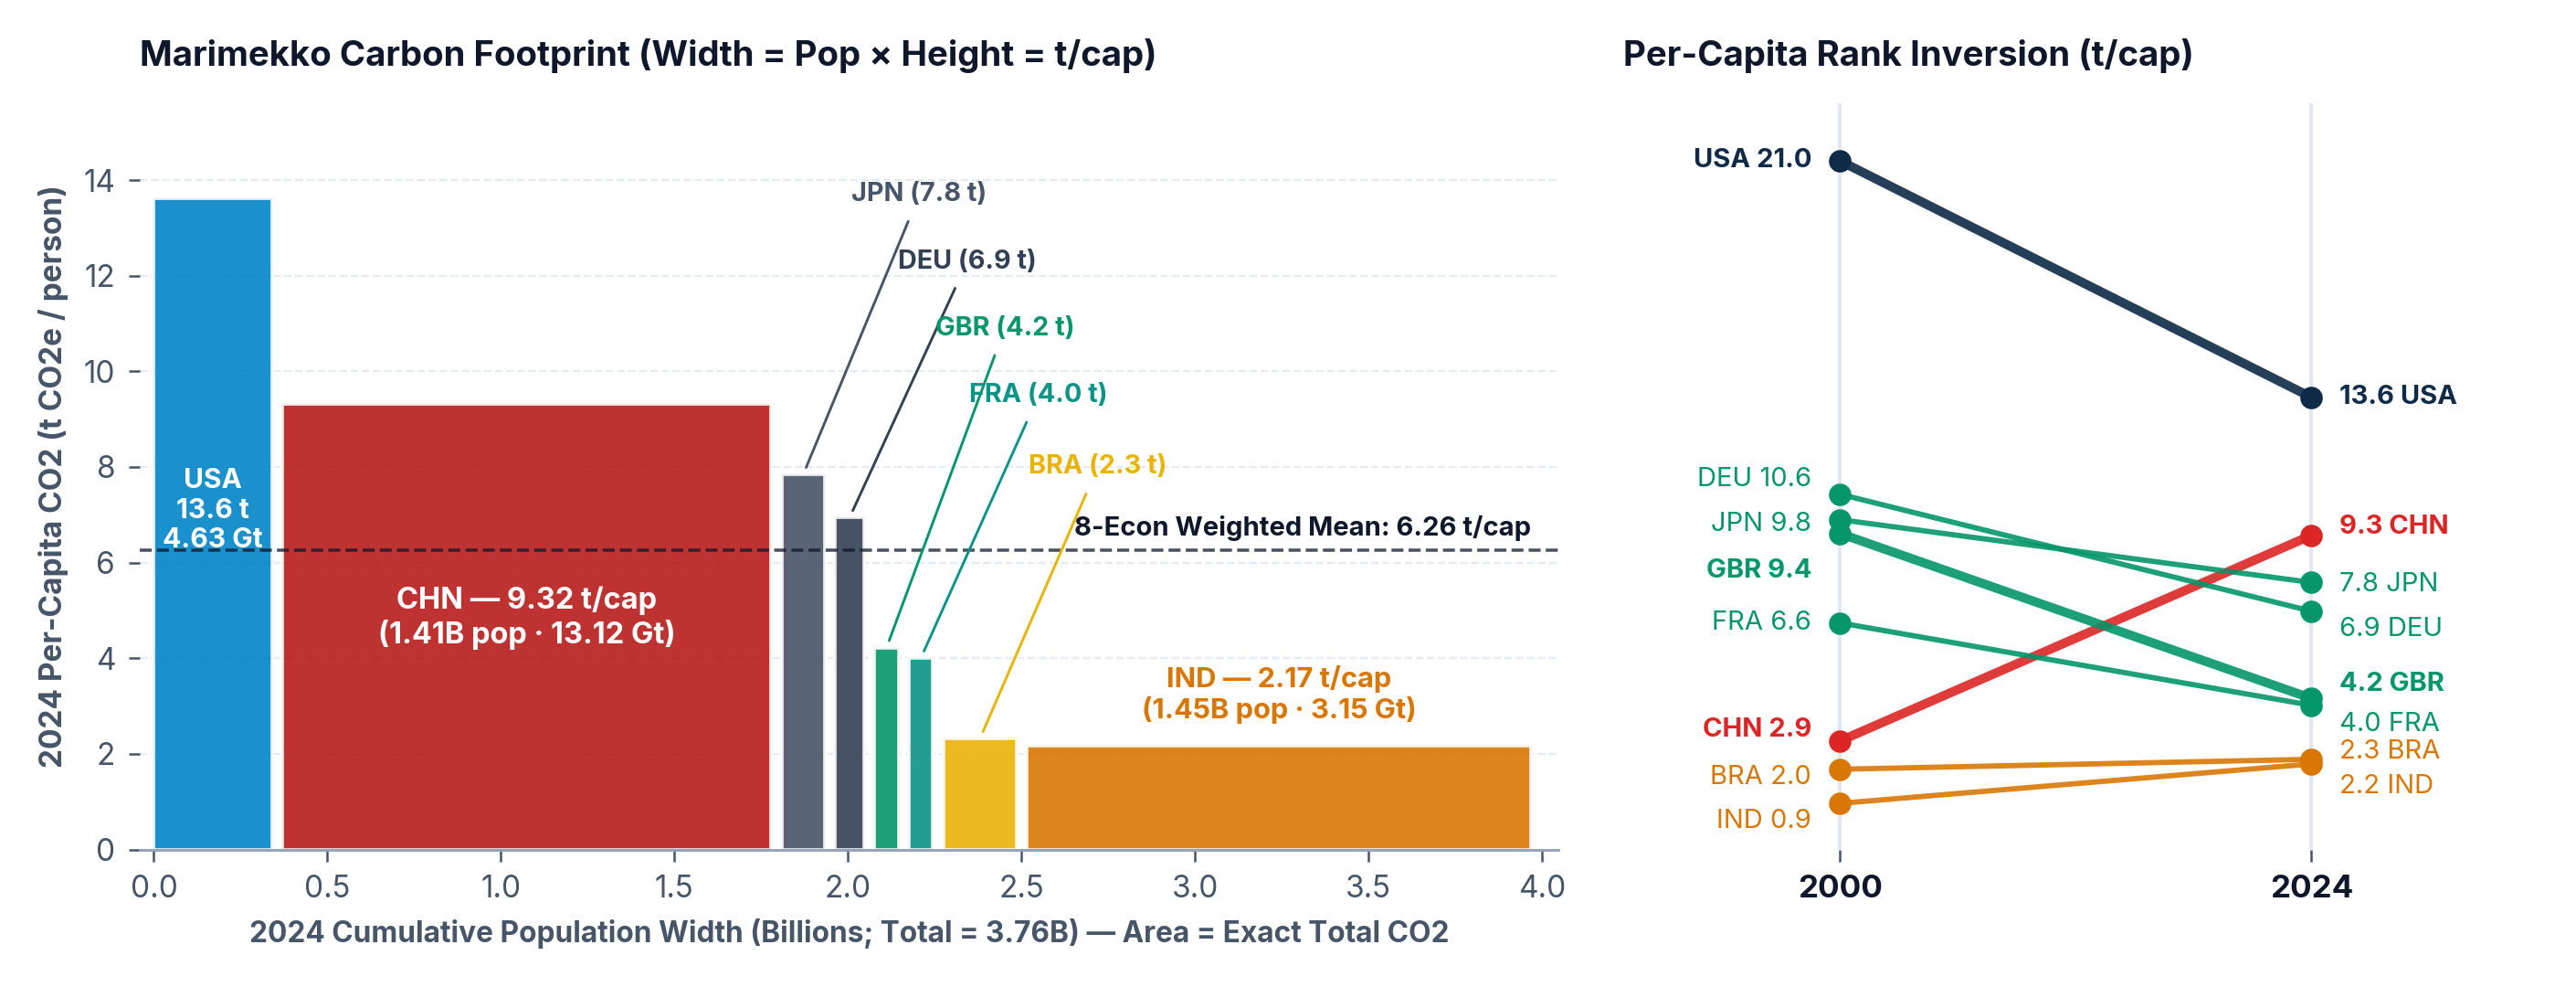 Marimekko Carbon Footprint (Width = Pop × Height = t/cap)
2024 Per-Capita CO2 (t CO2e / person)
14
12
10
8
6
4
2
0
USA
13.6 t
4.63 Gt
CHN — 9.32 t/cap
(1.41B pop · 13.12 Gt)
JPN (7.8 t)
DEU (6.9 t)
GBR (4.2 t)
FRA (4.0 t)
BRA (2.3 t)
8-Econ Weighted Mean: 6.26 t/cap
IND — 2.17 t/cap
(1.45B pop · 3.15 Gt)
0.0 0.5 1.0 1.5 2.0 2.5 3.0 3.5 4.0
2024 Cumulative Population Width (Billions; Total = 3.76B) — Area = Exact Total CO2
Per-Capita Rank Inversion (t/cap)
USA 21.0
DEU 10.6
JPN 9.8
GBR 9.4
FRA 6.6
CHN 2.9
BRA 2.0
IND 0.9
13.6 USA
9.3 CHN
7.8 JPN
6.9 DEU
4.2 GBR
4.0 FRA
2.3 BRA
2.2 IND
2000 2024